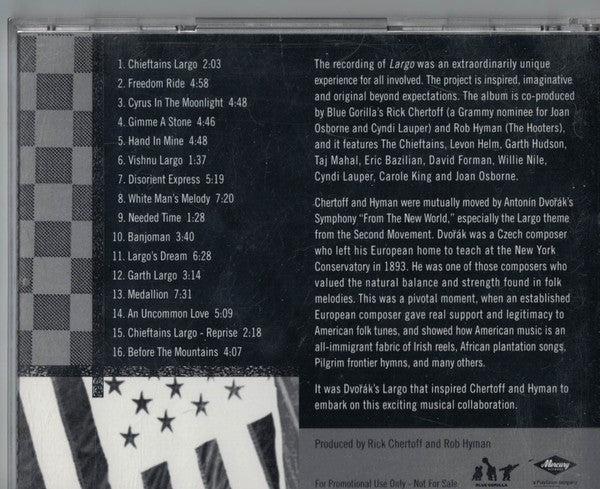 1. Chieftains Largo 2:03
2. Freedom Ride 4:58
3. Cyrus In The Moonlight 4:48
4. Gimme A Stone 4:46
5. Hand In Mine 4:48
6. Vishnu Largo 1:37
7. Disorient Express 5:19
8. White Man's Melody 7:20
9. Needed Time 1:28
10. Banjoman 3:40
11. Largo's Dream 6:28
12. Garth Largo 3:14
13. Medallion 7:31
14. An Uncommon Love 5:09
15. Chieftains Largo - Reprise 2:18
16. Before The Mountains 4:07
The recording of Largo was an extraordinarily unique
experience for all involved. The project is inspired, imaginative
and original beyond expectations. The album is co-produced
by Blue Gorilla's Rick Chertoff (a Grammy nominee for Joan
Osborne and Cyndi Lauper) and Rob Hyman (The Hooters),
and it features The Chieftains, Levon Helm, Garth Hudson,
Taj Mahal, Eric Bazilian, David Forman, Willie Nile,
Cyndi Lauper, Carole King and Joan Osborne.
Chertoff and Hyman were mutually moved by Antonín Dvořák's
Symphony "From The New World," especially the Largo theme
from the Second Movement. Dvořák was a Czech composer
who left his European home to teach at the New York
Conservatory in 1893. He was one of those composers who
valued the natural balance and strength found in folk
melodies. This was a pivotal moment, when an established
European composer gave real support and legitimacy to
American folk tunes, and showed how American music is an
all-immigrant fabric of Irish reels, African plantation songs,
Pilgrim frontier hymns, and many others.
It was Dvořák's Largo that inspired Chertoff and Hyman to
embark on this exciting musical collaboration.
Produced by Rick Chertoff and Rob Hyman
For Promotional Use Only - Not For Sale
BLUE GORILLA
Mercury
a PolyGram company